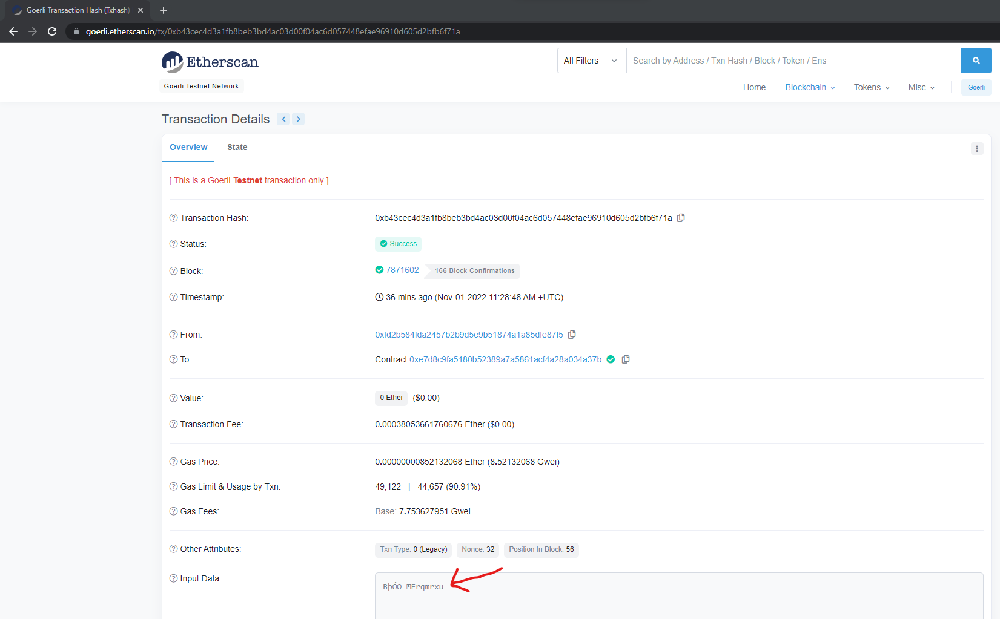 Goerli Transaction Hash (Txhash)
goerli.etherscan.io/tx/0xb43cec4d3a1fb8beb3bd4ac03d00f04ac6d057448efae96910d605d2bfb6f71a
Etherscan
All Filters
Search by Address / Txn Hash / Block / Token / Ens
Goerli Testnet Network
Home Blockchain Tokens Misc Goerli
Transaction Details
Overview State
[ This is a Goerli Testnet transaction only ]
Transaction Hash: 0xb43cec4d3a1fb8beb3bd4ac03d00f04ac6d057448efae96910d605d2bfb6f71a
Status: Success
Block: 7871602 166 Block Confirmations
Timestamp: 36 mins ago (Nov-01-2022 11:28:48 AM +UTC)
From: 0xfd2b584fda2457b2b9d5e9b51874a1a85dfe87f5
To: Contract 0xe7d8c9fa5180b52389a7a5861acf4a28a034a37b
Value: 0 Ether ($0.00)
Transaction Fee: 0.00038053661760676 Ether ($0.00)
Gas Price: 0.00000000852132068 Ether (8.52132068 Gwei)
Gas Limit & Usage by Txn: 49,122 | 44,657 (90.91%)
Gas Fees: Base: 7.753627951 Gwei
Other Attributes: Txn Type: 0 (Legacy) Nonce: 32 Position In Block: 56
Input Data: BþÓÖ Erqmrxu